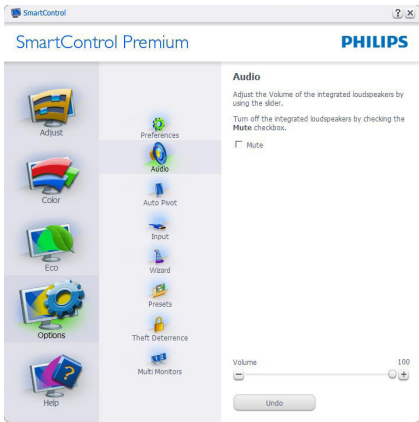 SmartControl
SmartControl Premium
PHILIPS
Adjust
Color
Eco
Options
Help
Preferences
Audio
Auto Pivot
Input
Wizard
Presets
Theft Deterrence
Multi Monitors
Audio
Adjust the Volume of the integrated loudspeakers by
using the slider.
Turn off the integrated loudspeakers by checking the
Mute checkbox.
Mute
Volume 100
Undo